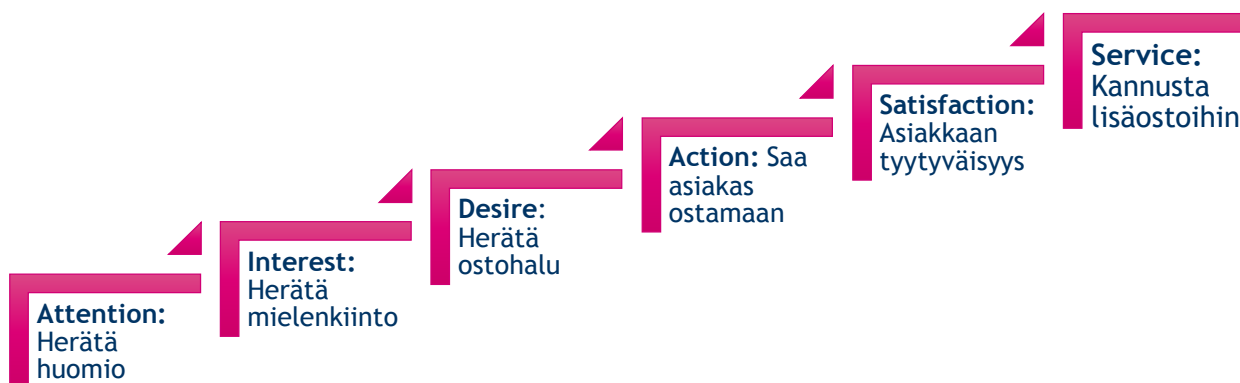 Attention:
Herätä
huomio
Interest:
Herätä
mielenkiinto
Desire:
Herätä
ostohalu
Action: Saa
asiakas
ostamaan
Satisfaction:
Asiakkaan
tyytyväisyys
Service:
Kannusta
lisäostoihin